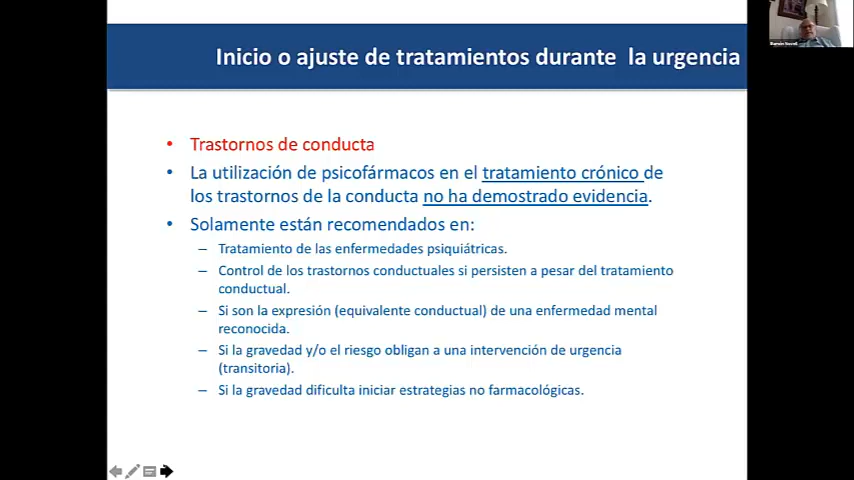 Inicio o ajuste de tratamientos durante la urgencia
• Trastornos de conducta
• La utilización de psicofármacos en el tratamiento crónico de
los trastornos de la conducta no ha demostrado evidencia.
• Solamente están recomendados en:
– Tratamiento de las enfermedades psiquiátricas.
– Control de los trastornos conductuales si persisten a pesar del tratamiento
conductual.
– Si son la expresión (equivalente conductual) de una enfermedad mental
reconocida.
– Si la gravedad y/o el riesgo obligan a una intervención de urgencia
(transitoria).
– Si la gravedad dificulta iniciar estrategias no farmacológicas.